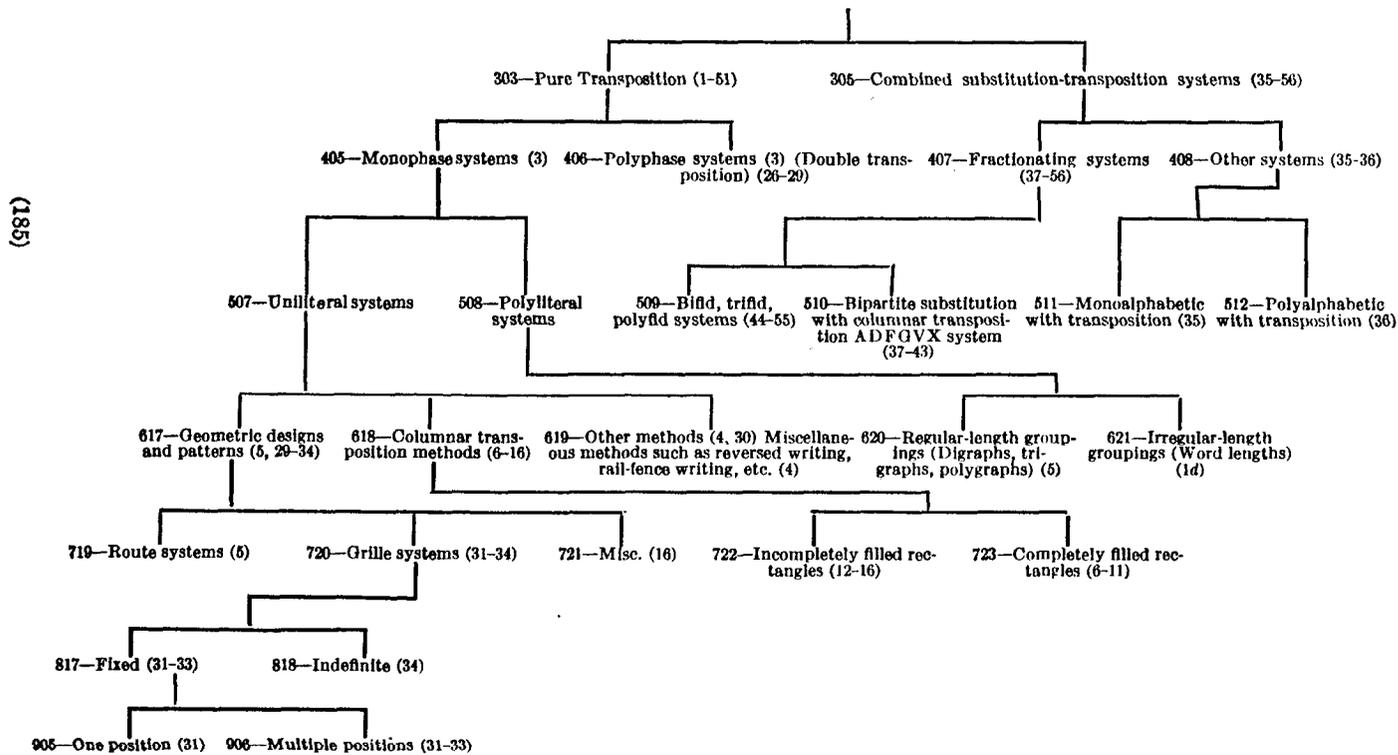 303—Pure Transposition (1-51)
305—Combined substitution-transposition systems (35-56)
405—Monophase systems (3)
406—Polyphase systems (3) (Double trans-
position) (26-29)
407—Fractionating systems
(37-56)
408—Other systems (35-36)
(185)
507—Uniliteral systems
508—Polyliteral
systems
509—Bifid, trifid,
polyfid systems (44-55)
510—Bipartite substitution
with columnar transposi-
tion ADFGVX system
(37-43)
511—Monoalphabetic
with transposition (35)
512—Polyalphabetic
with transposition (36)
617—Geometric designs
and patterns (5, 29-34)
618—Columnar trans-
position methods (6-16)
619—Other methods (4, 30) Miscellane-
ous methods such as reversed writing,
rail-fence writing, etc. (4)
620—Regular-length group-
ings (Digraphs, tri-
graphs, polygraphs) (5)
621—Irregular-length
groupings (Word lengths)
(1d)
719—Route systems (5)
720—Grille systems (31-34)
721—Misc. (16)
722—Incompletely filled rec-
tangles (12-16)
723—Completely filled rec-
tangles (6-11)
817—Fixed (31-33)
818—Indefinite (34)
905—One position (31)
906—Multiple positions (31-33)